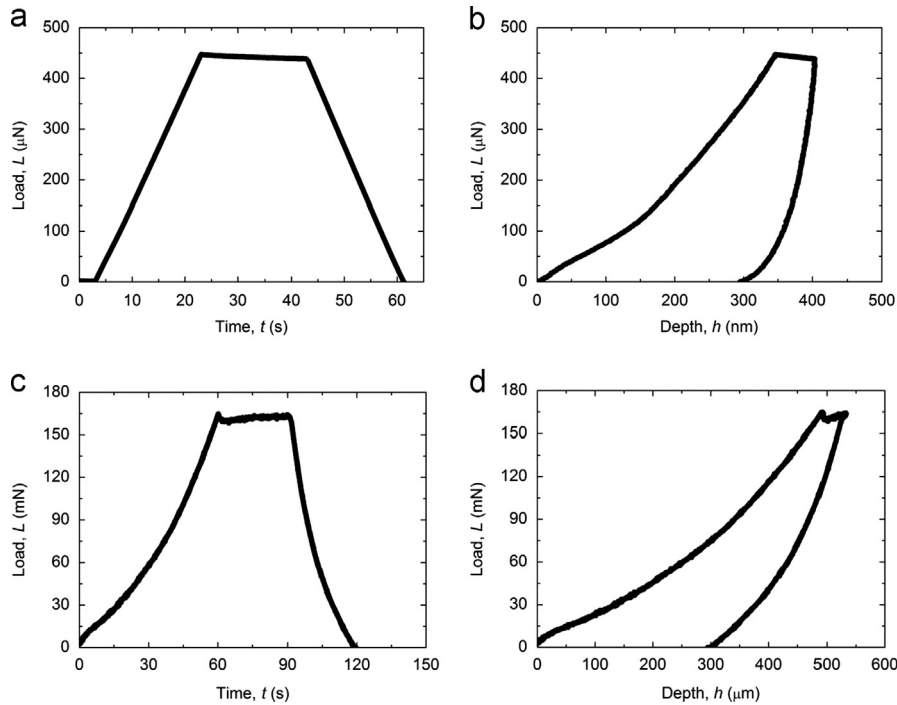 a
500
400
300
200
100
0
Load, L (μN)
0 10 20 30 40 50 60
Time, t (s)
b
500
400
300
200
100
0
Load, L (μN)
0 100 200 300 400 500
Depth, h (nm)
c
180
150
120
90
60
30
0
Load, L (mN)
0 30 60 90 120 150
Time, t (s)
d
180
150
120
90
60
30
0
Load, L (mN)
0 100 200 300 400 500 600
Depth, h (μm)